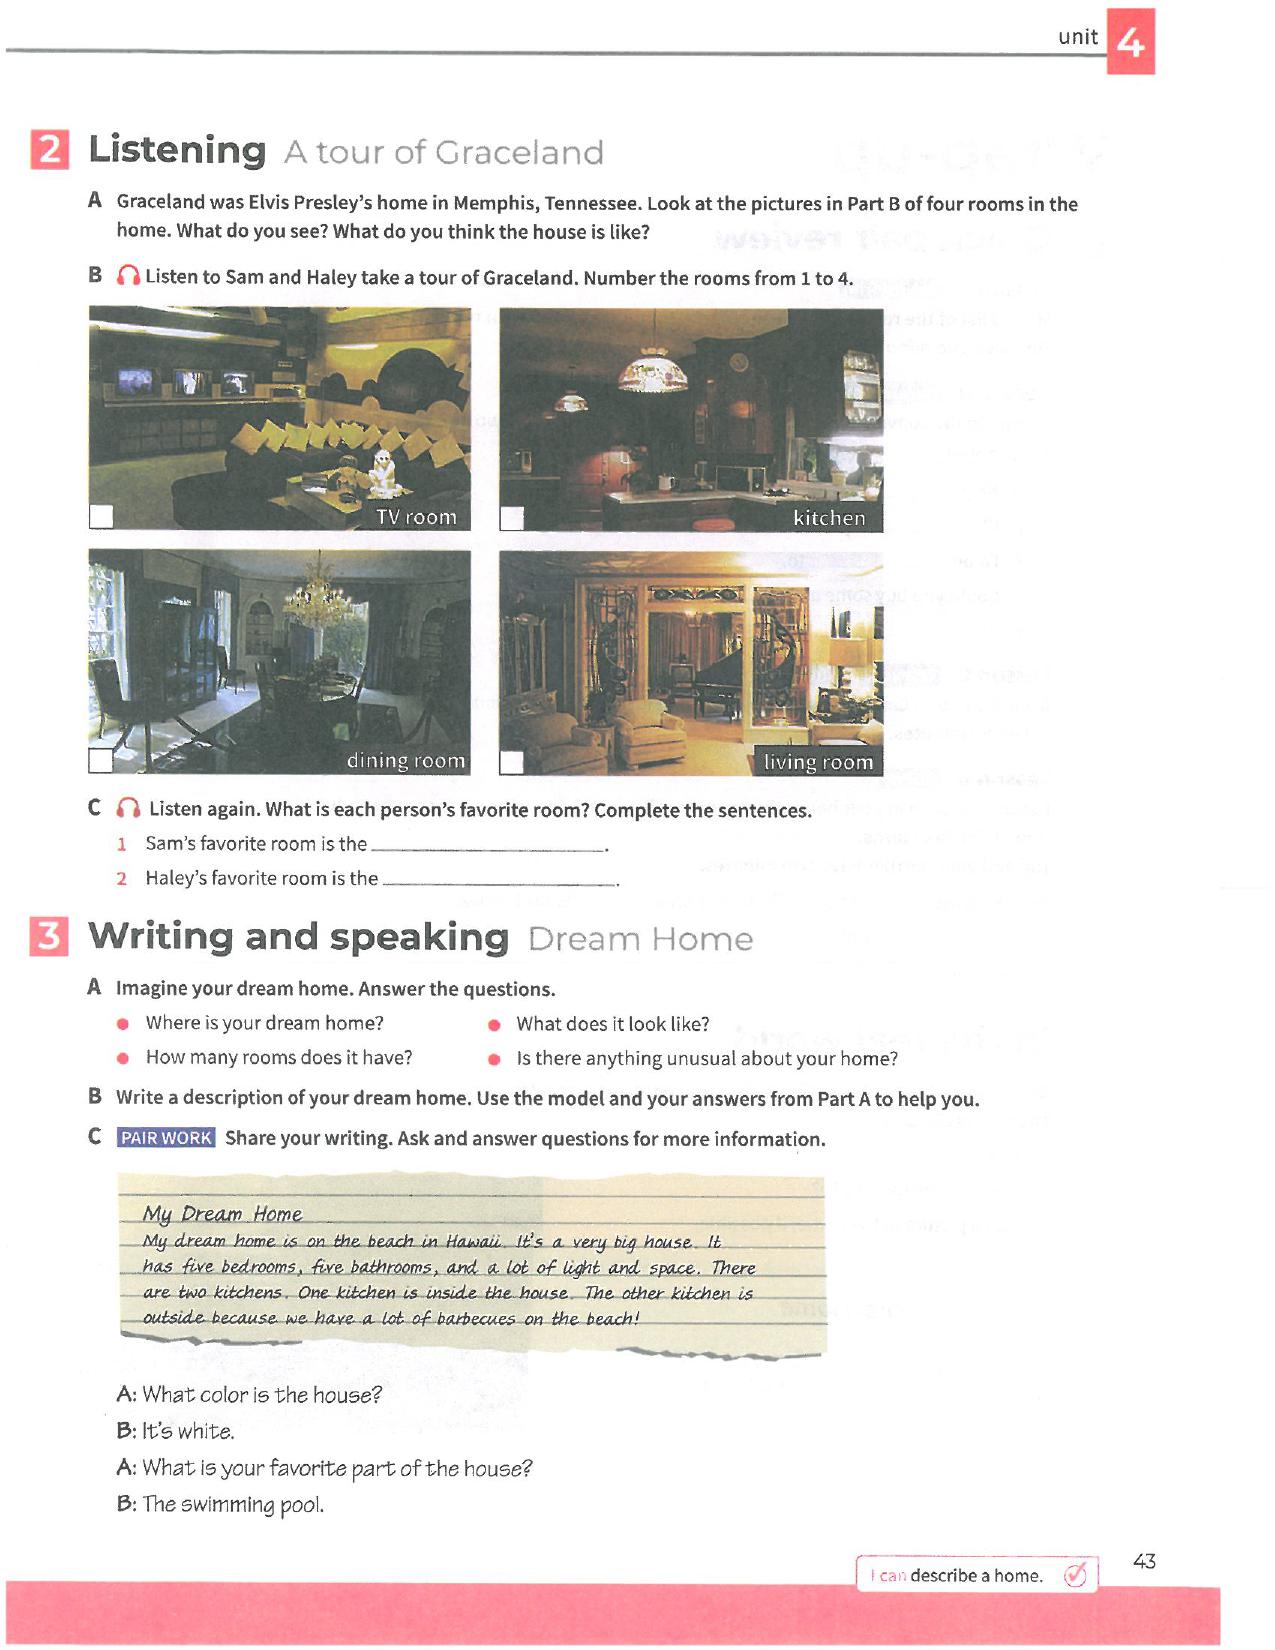 unit 4
2 Listening A tour of Graceland
A Graceland was Elvis Presley's home in Memphis, Tennessee. Look at the pictures in Part B of four rooms in the
home. What do you see? What do you think the house is like?
B Listen to Sam and Haley take a tour of Graceland. Number the rooms from 1 to 4.
TV room
kitchen
dining room
living room
C Listen again. What is each person's favorite room? Complete the sentences.
1 Sam's favorite room is the ____________________.
2 Haley's favorite room is the ____________________.
3 Writing and speaking Dream Home
A Imagine your dream home. Answer the questions.
• Where is your dream home? • What does it look like?
• How many rooms does it have? • Is there anything unusual about your home?
B Write a description of your dream home. Use the model and your answers from Part A to help you.
C PAIR WORK Share your writing. Ask and answer questions for more information.
My Dream Home
My dream home is on the beach in Hawaii. It's a very big house. It
has five bedrooms, five bathrooms, and a lot of light and space. There
are two kitchens. One kitchen is inside the house. The other kitchen is
outside because we have a lot of barbecues on the beach!
A: What color is the house?
B: It's white.
A: What is your favorite part of the house?
B: The swimming pool.
I can describe a home.
43